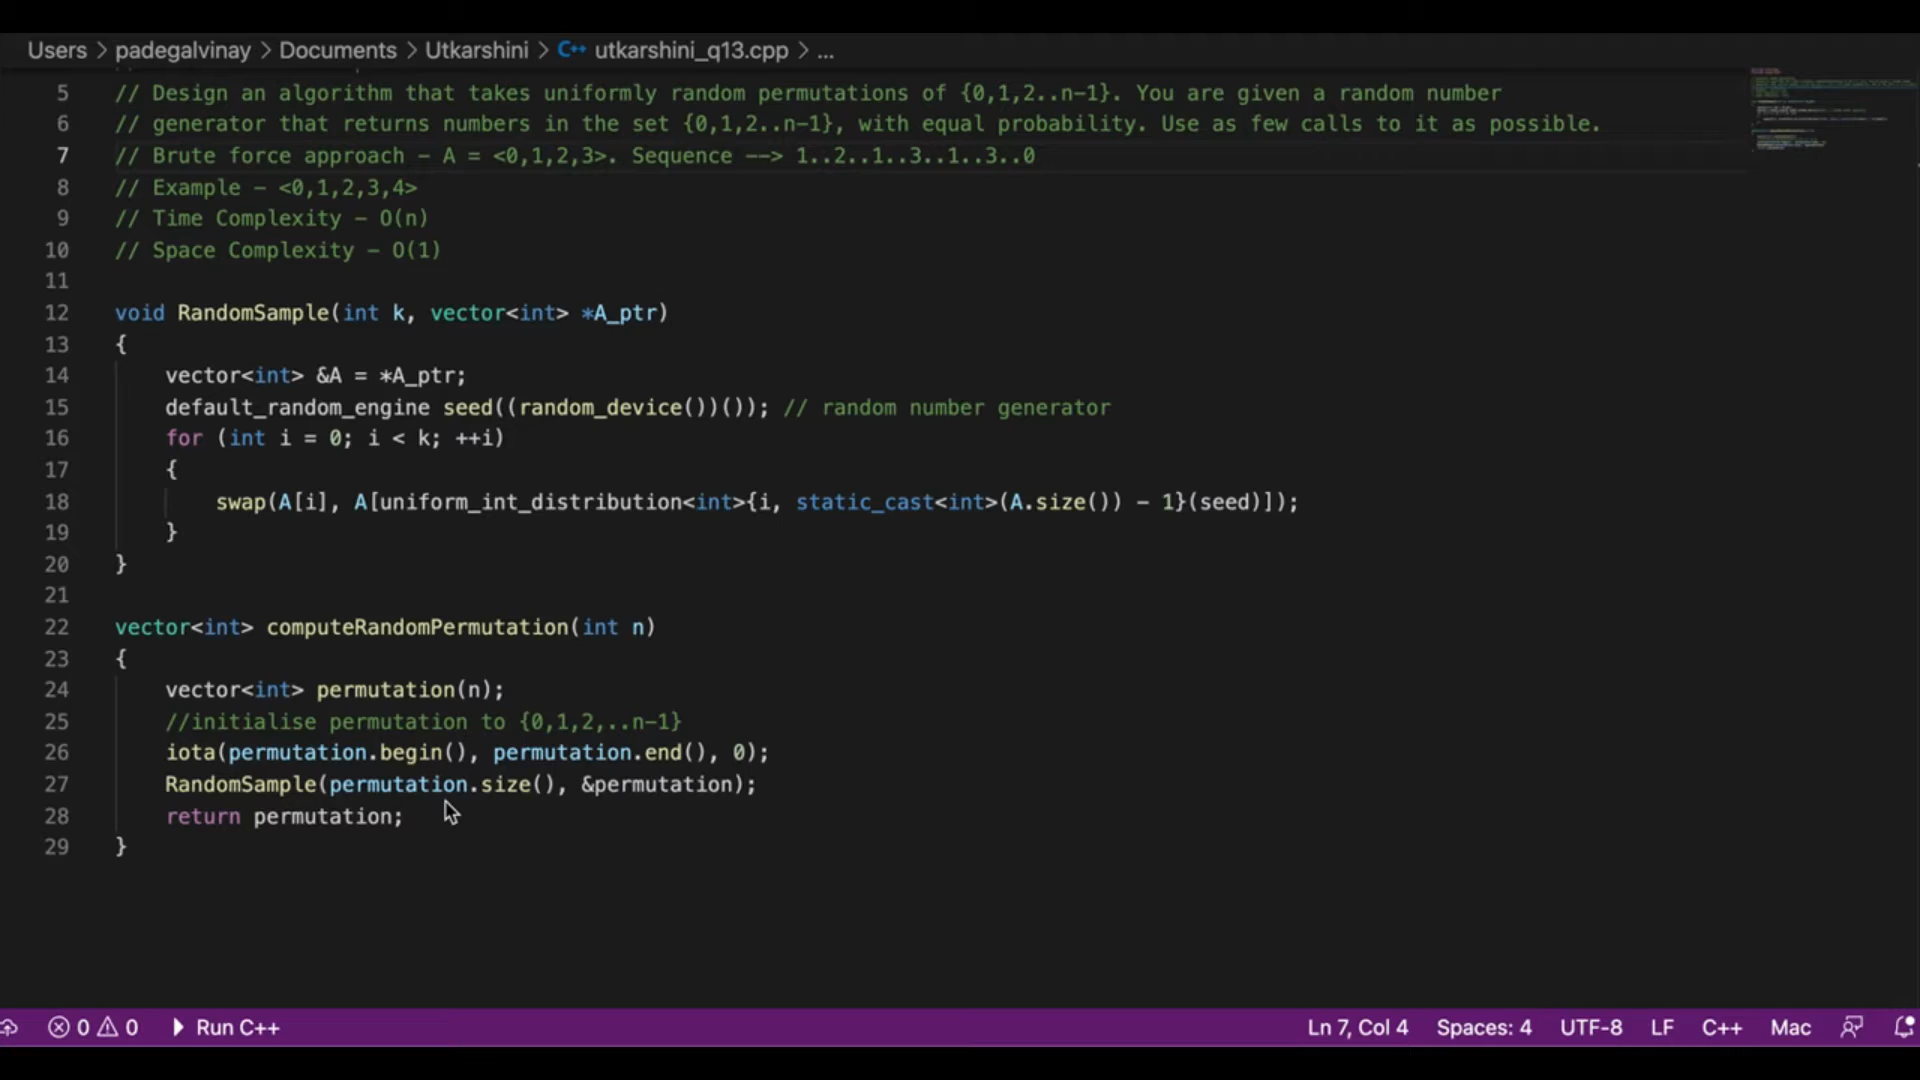 Users > padegalvinay > Documents > Utkarshini > C++ utkarshini_q13.cpp > ...
5 // Design an algorithm that takes uniformly random permutations of {0,1,2..n-1}. You are given a random number
6 // generator that returns numbers in the set {0,1,2..n-1}, with equal probability. Use as few calls to it as possible.
7 // Brute force approach - A = <0,1,2,3>. Sequence --> 1..2..1..3..1..3..0
8 // Example - <0,1,2,3,4>
9 // Time Complexity - O(n)
10 // Space Complexity - O(1)
11
12 void RandomSample(int k, vector<int> *A_ptr)
13 {
14 vector<int> &A = *A_ptr;
15 default_random_engine seed((random_device())()); // random number generator
16 for (int i = 0; i < k; ++i)
17 {
18 swap(A[i], A[uniform_int_distribution<int>{i, static_cast<int>(A.size()) - 1}(seed)]);
19 }
20 }
21
22 vector<int> computeRandomPermutation(int n)
23 {
24 vector<int> permutation(n);
25 //initialise permutation to {0,1,2,..n-1}
26 iota(permutation.begin(), permutation.end(), 0);
27 RandomSample(permutation.size(), &permutation);
28 return permutation;
29 }
0 0 Run C++ Ln 7, Col 4 Spaces: 4 UTF-8 LF C++ Mac